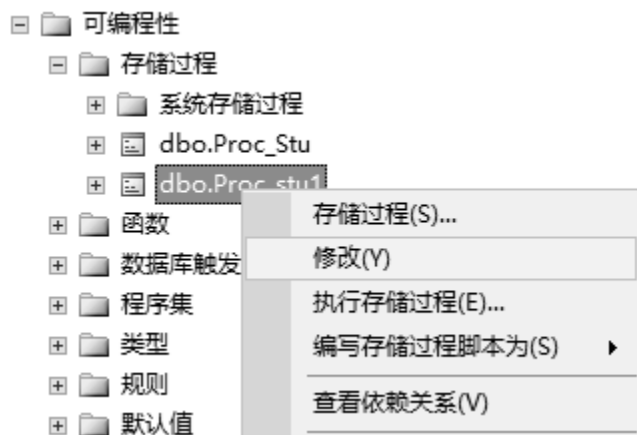 可编程性
存储过程
系统存储过程
dbo.Proc_Stu
dbo.Proc_stu1
函数
数据库触发
程序集
类型
规则
默认值
存储过程(S)...
修改(Y)
执行存储过程(E)...
编写存储过程脚本为(S)
查看依赖关系(V)